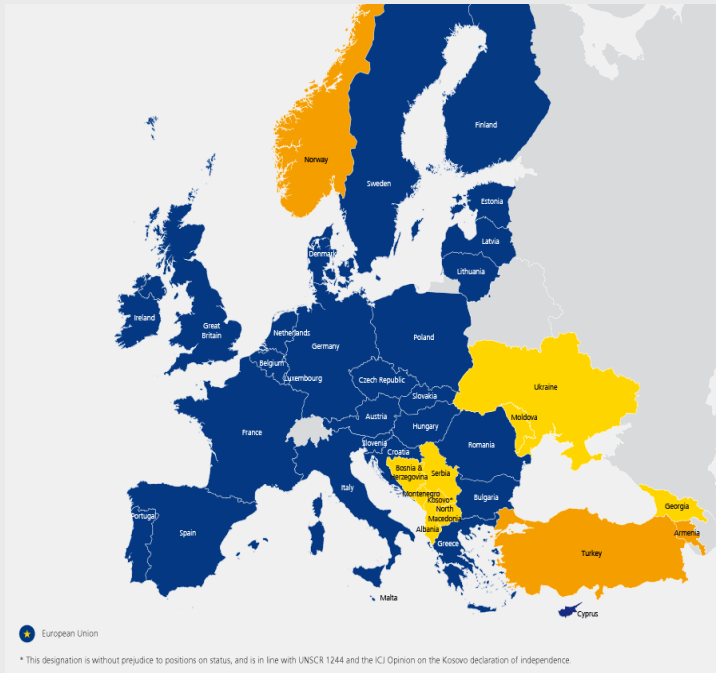 Finland
Norway
Sweden
Estonia
Latvia
Denmark
Lithuania
Ireland
Great
Britain
Netherlands
Germany
Poland
Belgium
Luxembourg
Czech Republic
Ukraine
Slovakia
Austria
Moldova
Hungary
France
Slovenia
Romania
Croatia
Bosnia &
Herzegovina
Serbia
Italy
Montenegro
Kosovo*
Bulgaria
North
Macedonia
Georgia
Portugal
Spain
Albania
Armenia
Greece
Turkey
Malta
Cyprus
European Union
* This designation is without prejudice to positions on status, and is in line with UNSCR 1244 and the ICJ Opinion on the Kosovo declaration of independence.